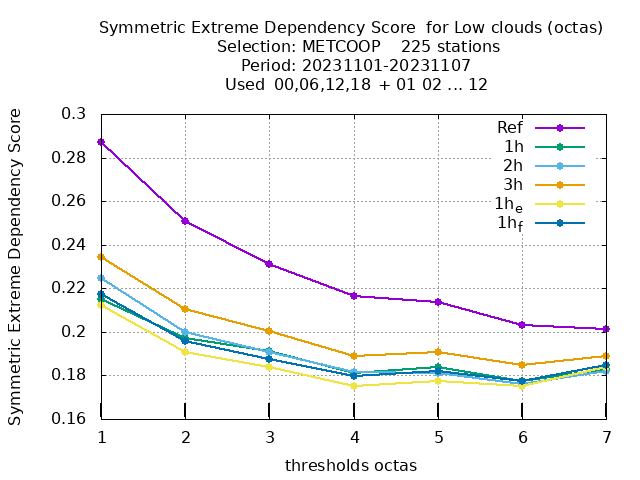 Symmetric Extreme Dependency Score for Low clouds (octas)
Selection: METCOOP 225 stations
Period: 20231101-20231107
Used 00,06,12,18 + 01 02 ... 12
Symmetric Extreme Dependency Score
0.3
0.28
0.26
0.24
0.22
0.2
0.18
0.16
Ref
1h
2h
3h
1he
1hf
1 2 3 4 5 6 7
thresholds octas